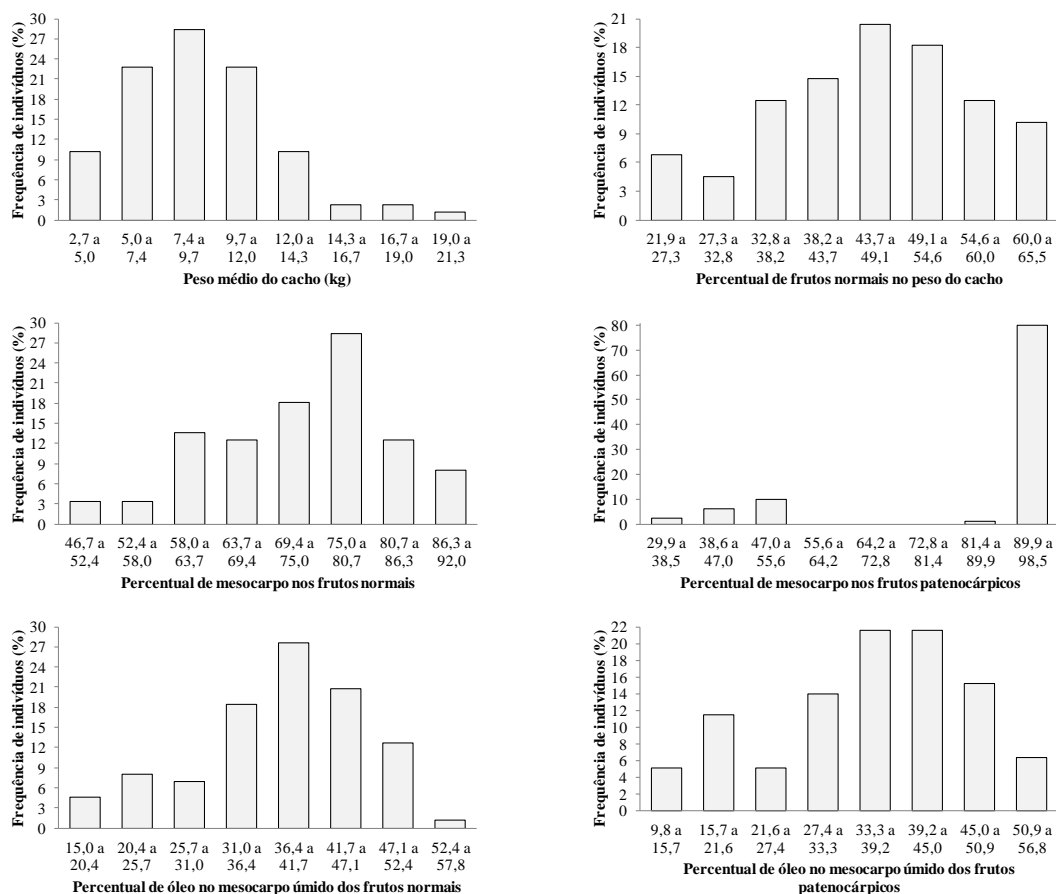 Frequência de indivíduos (%)
30
27
24
21
18
15
12
9
6
3
0
2,7 a 5,0 a 7,4 a 9,7 a 12,0 a 14,3 a 16,7 a 19,0 a
5,0 7,4 9,7 12,0 14,3 16,7 19,0 21,3
Peso médio do cacho (kg)
Frequência de indivíduos (%)
21
18
15
12
9
6
3
0
21,9 a 27,3 a 32,8 a 38,2 a 43,7 a 49,1 a 54,6 a 60,0 a
27,3 32,8 38,2 43,7 49,1 54,6 60,0 65,5
Percentual de frutos normais no peso do cacho
Frequência de indivíduos (%)
30
27
24
21
18
15
12
9
6
3
0
46,7 a 52,4 a 58,0 a 63,7 a 69,4 a 75,0 a 80,7 a 86,3 a
52,4 58,0 63,7 69,4 75,0 80,7 86,3 92,0
Percentual de mesocarpo nos frutos normais
Frequência de indivíduos (%)
80
70
60
50
40
30
20
10
0
29,9 a 38,6 a 47,0 a 55,6 a 64,2 a 72,8 a 81,4 a 89,9 a
38,5 47,0 55,6 64,2 72,8 81,4 89,9 98,5
Percentual de mesocarpo nos frutos patenocárpicos
Frequência de indivíduos (%)
30
27
24
21
18
15
12
9
6
3
0
15,0 a 20,4 a 25,7 a 31,0 a 36,4 a 41,7 a 47,1 a 52,4 a
20,4 25,7 31,0 36,4 41,7 47,1 52,4 57,8
Percentual de óleo no mesocarpo úmido dos frutos normais
Frequência de indivíduos (%)
22
20
18
16
14
12
10
8
6
4
2
0
9,8 a 15,7 a 21,6 a 27,4 a 33,3 a 39,2 a 45,0 a 50,9 a
15,7 21,6 27,4 33,3 39,2 45,0 50,9 56,8
Percentual de óleo no mesocarpo úmido dos frutos
patenocárpicos